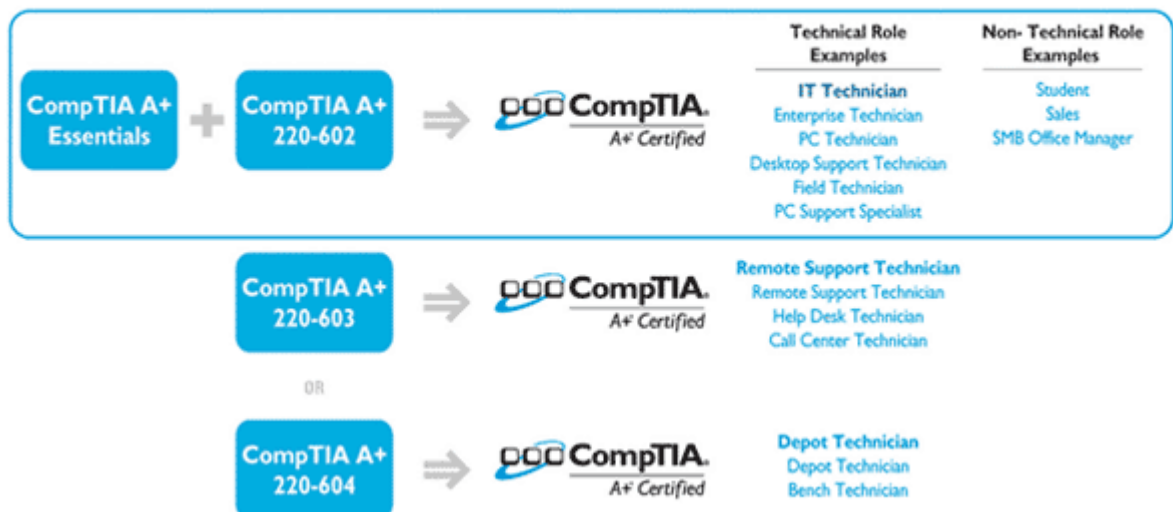 Technical Role
Examples
Non- Technical Role
Examples
CompTIA A+
Essentials
+
CompTIA A+
220-602
CompTIA.
A+ Certified
IT Technician
Enterprise Technician
PC Technician
Desktop Support Technician
Field Technician
PC Support Specialist
Student
Sales
SMB Office Manager
CompTIA A+
220-603
CompTIA.
A+ Certified
Remote Support Technician
Remote Support Technician
Help Desk Technician
Call Center Technician
OR
CompTIA A+
220-604
CompTIA.
A+ Certified
Depot Technician
Depot Technician
Bench Technician